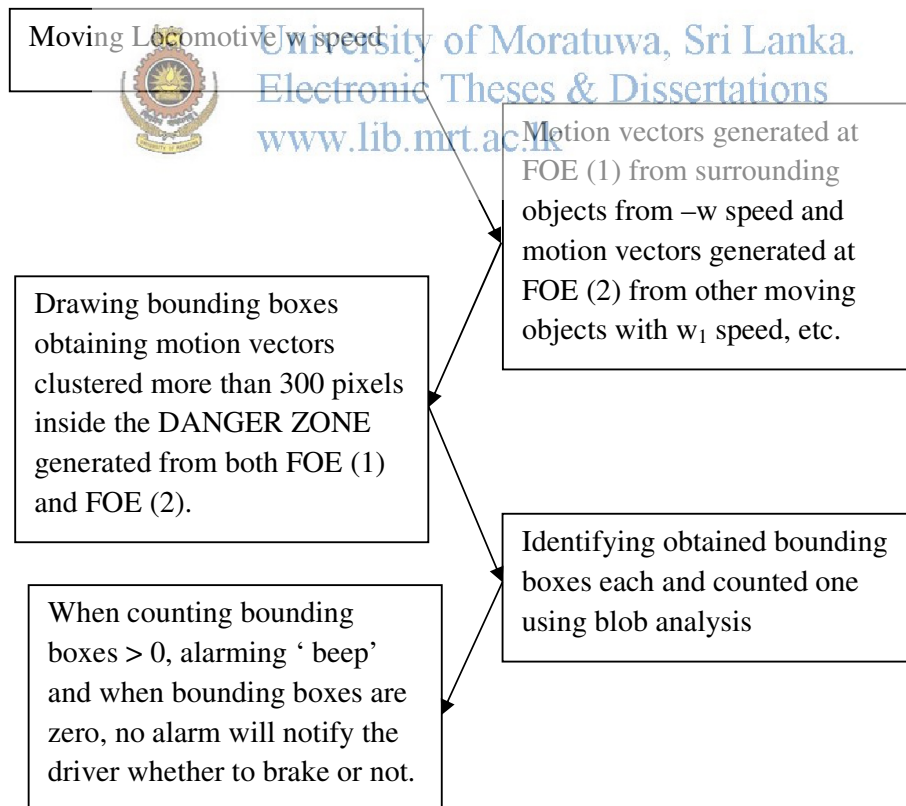 Moving Locomotive w speed
University of Moratuwa, Sri Lanka.
Electronic Theses & Dissertations
www.lib.mrt.ac.lk
Motion vectors generated at
FOE (1) from surrounding
objects from –w speed and
motion vectors generated at
FOE (2) from other moving
objects with w₁ speed, etc.
Drawing bounding boxes
obtaining motion vectors
clustered more than 300 pixels
inside the DANGER ZONE
generated from both FOE (1)
and FOE (2).
Identifying obtained bounding
boxes each and counted one
using blob analysis
When counting bounding
boxes > 0, alarming ‘ beep’
and when bounding boxes are
zero, no alarm will notify the
driver whether to brake or not.